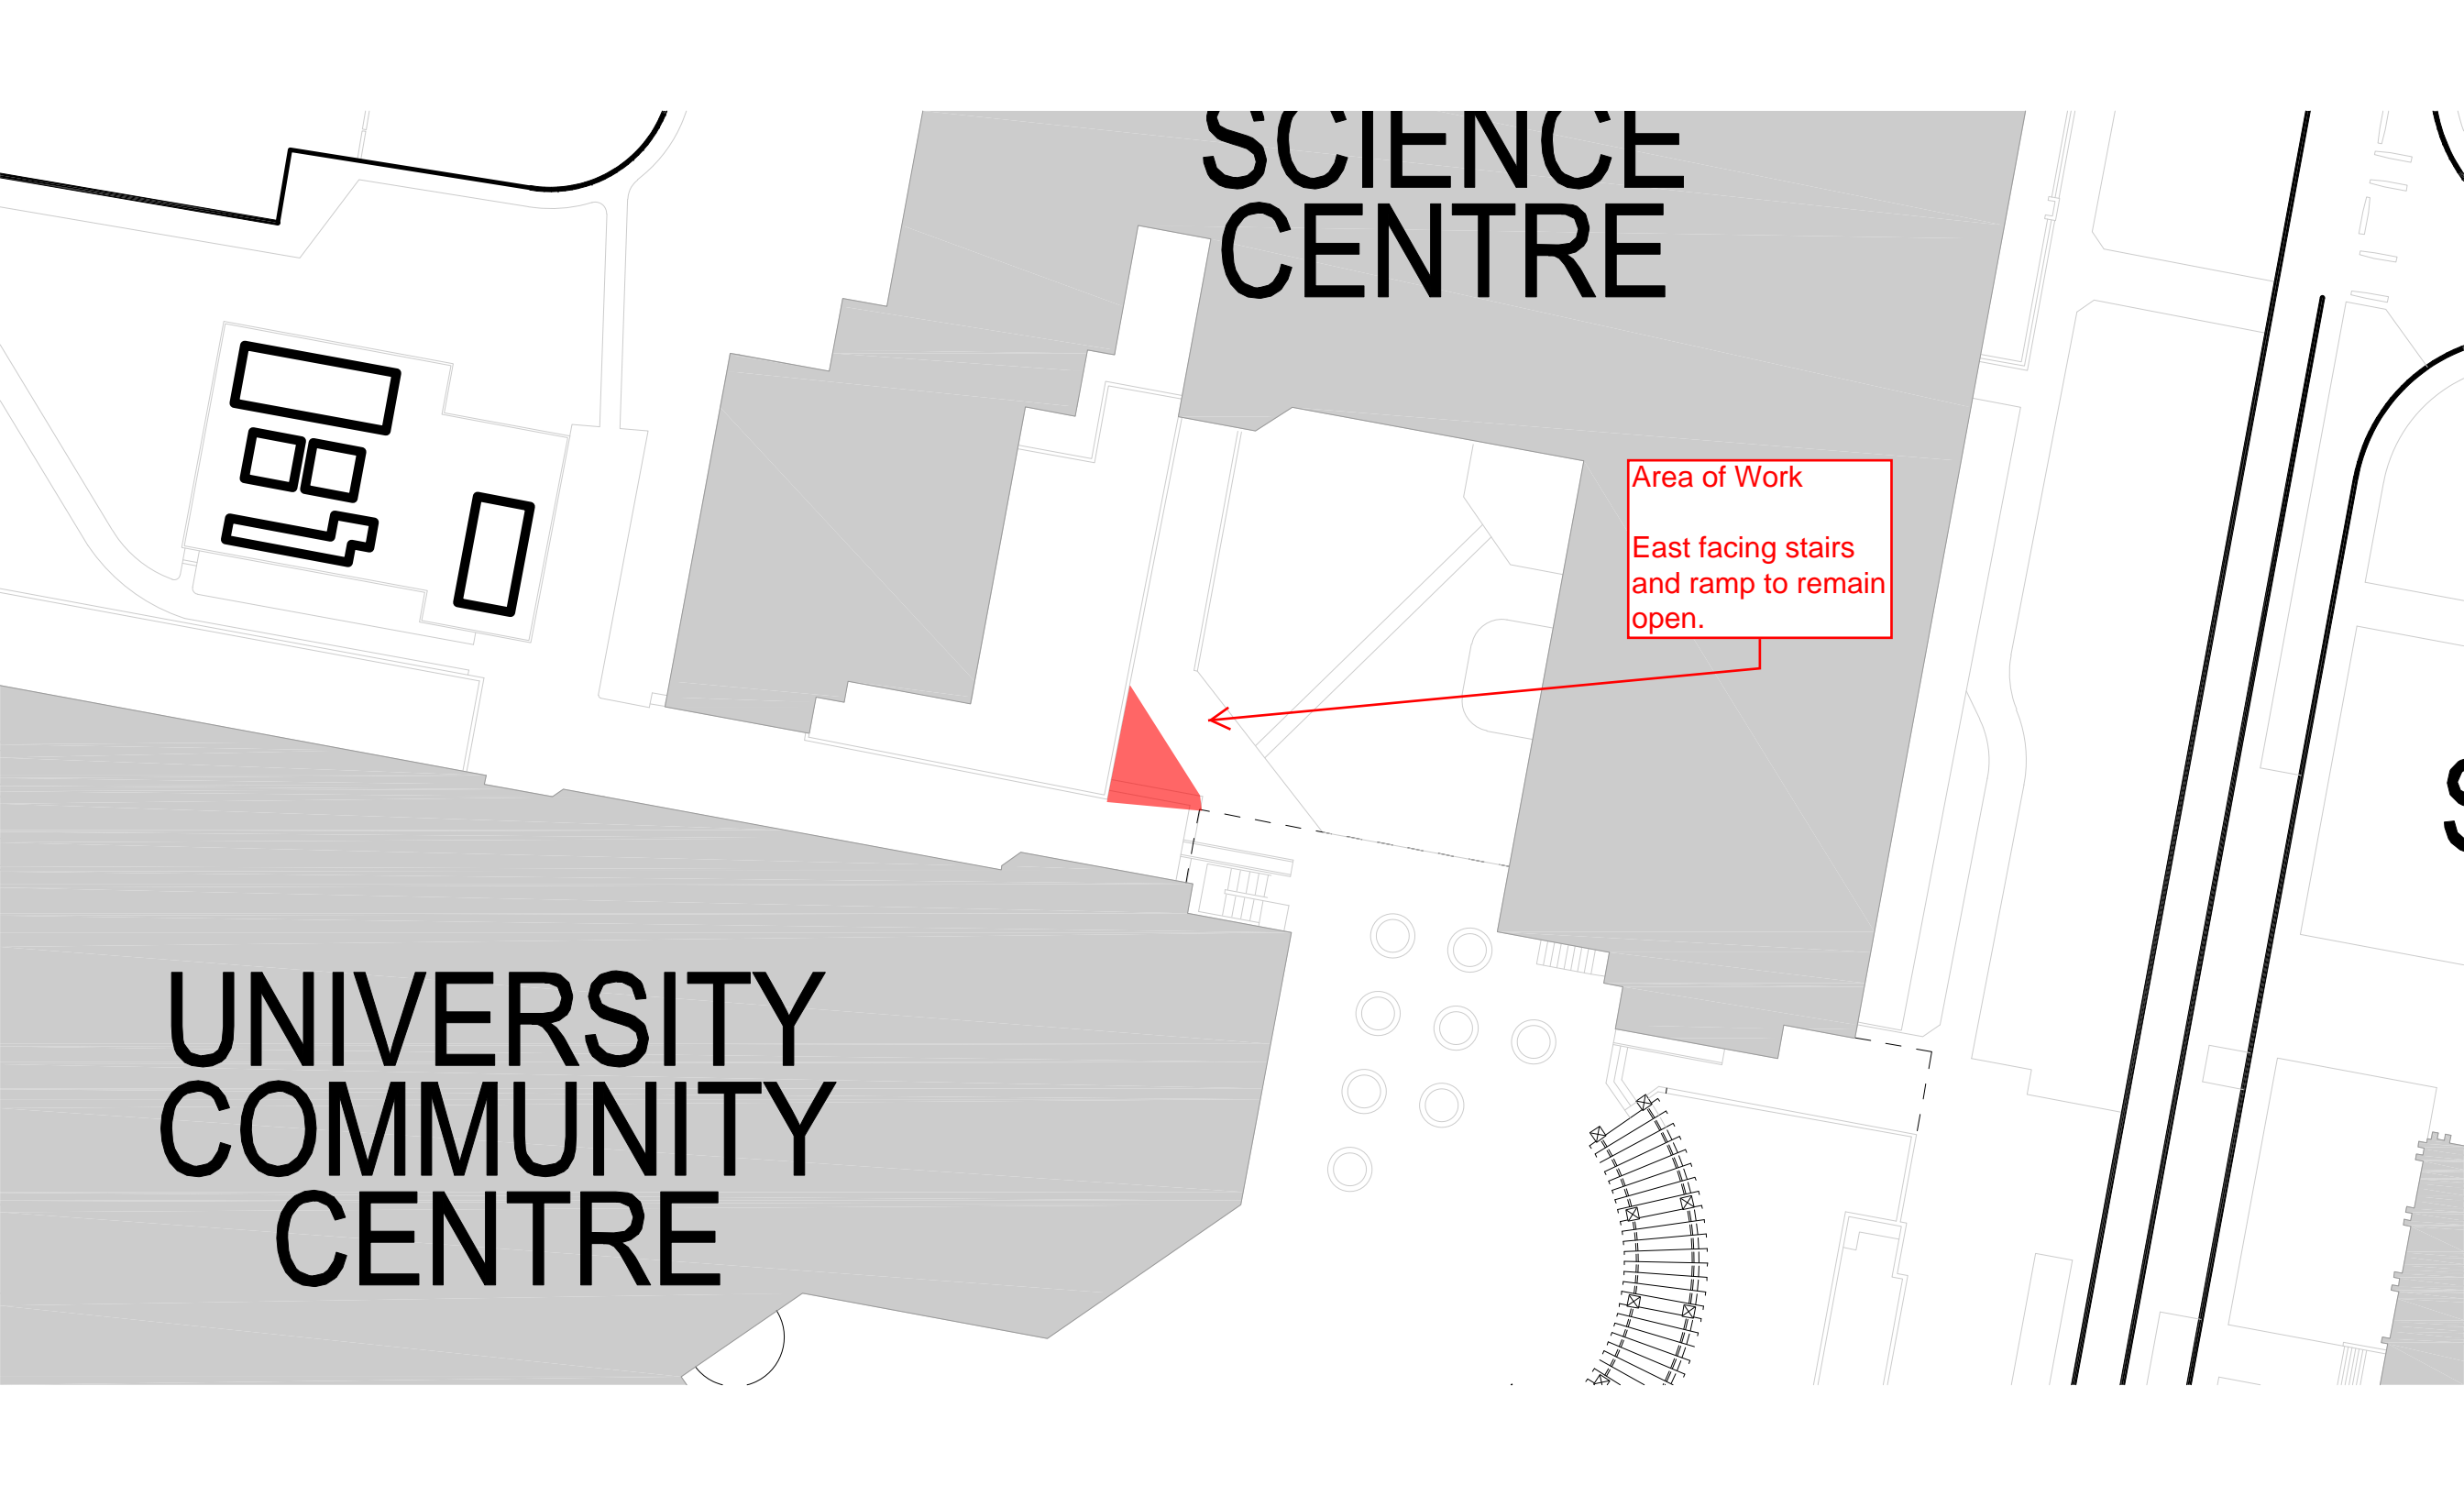 SCIENCE
CENTRE
Area of Work
East facing stairs
and ramp to remain
open.
UNIVERSITY
COMMUNITY
CENTRE